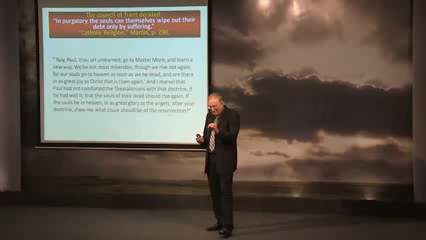 The council of Trent decided:
"In purgatory the souls can themselves wipe out their
debt only by suffering,"
"Catholic Religion," Martin, p. 290.
"'Nay, Paul, thou art unlearned; go to Master More, and learn a
new way. We be not most miserable, though we rise not again;
for our souls go to heaven as soon as we be dead, and are there
in as great joy as Christ that is risen again.' And I marvel that
Paul had not comforted the Thessalonians with that doctrine, if
he had wist it, that the souls of their dead should rise again. If
the souls be in heaven, in as great glory as the angels, after your
doctrine, shew me what cause should be of the resurrection?"